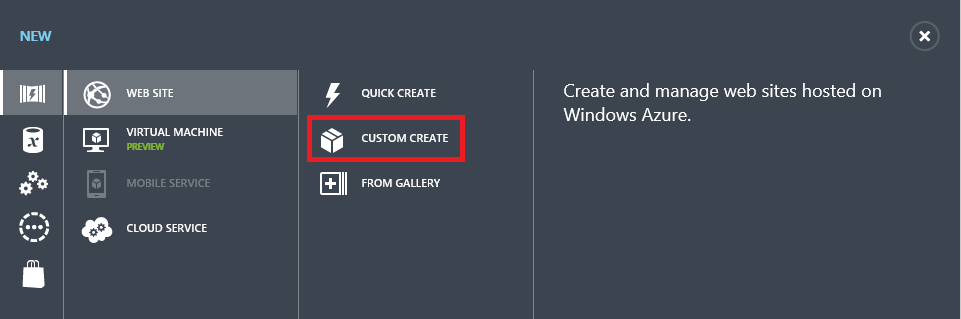 NEW
WEB SITE
VIRTUAL MACHINE
PREVIEW
MOBILE SERVICE
CLOUD SERVICE
QUICK CREATE
CUSTOM CREATE
FROM GALLERY
Create and manage web sites hosted on
Windows Azure.